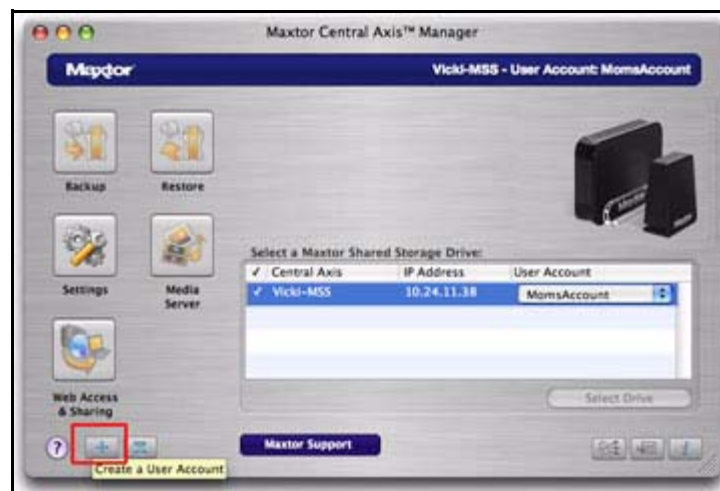 Maxtor Central Axis™ Manager
Maxtor
Vicki-MSS - User Account: MomsAccount
Backup
Restore
Settings
Media
Server
Web Access
& Sharing
Select a Maxtor Shared Storage Drive:
✓ Central Axis IP Address User Account
✓ Vicki-MSS 10.24.11.38 MomsAccount
Select Drive
?
Maxtor Support
Create a User Account